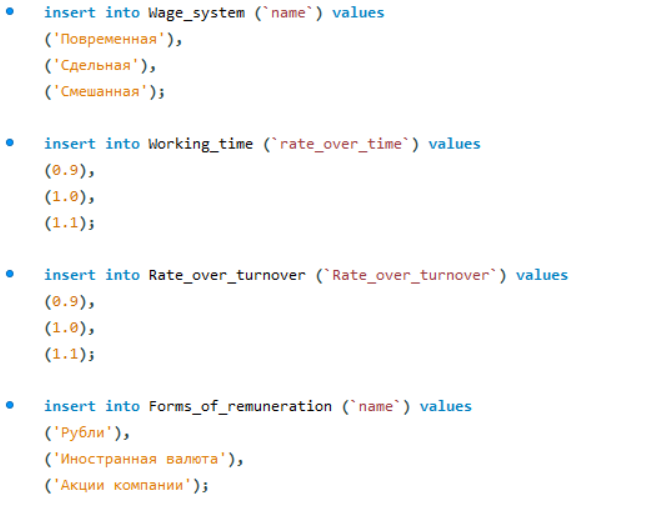 insert into Wage_system (`name`) values
('Повременная'),
('Сдельная'),
('Смешанная');
insert into Working_time (`rate_over_time`) values
(0.9),
(1.0),
(1.1);
insert into Rate_over_turnover (`Rate_over_turnover`) values
(0.9),
(1.0),
(1.1);
insert into Forms_of_remuneration (`name`) values
('Рубли'),
('Иностранная валюта'),
('Акции компании');